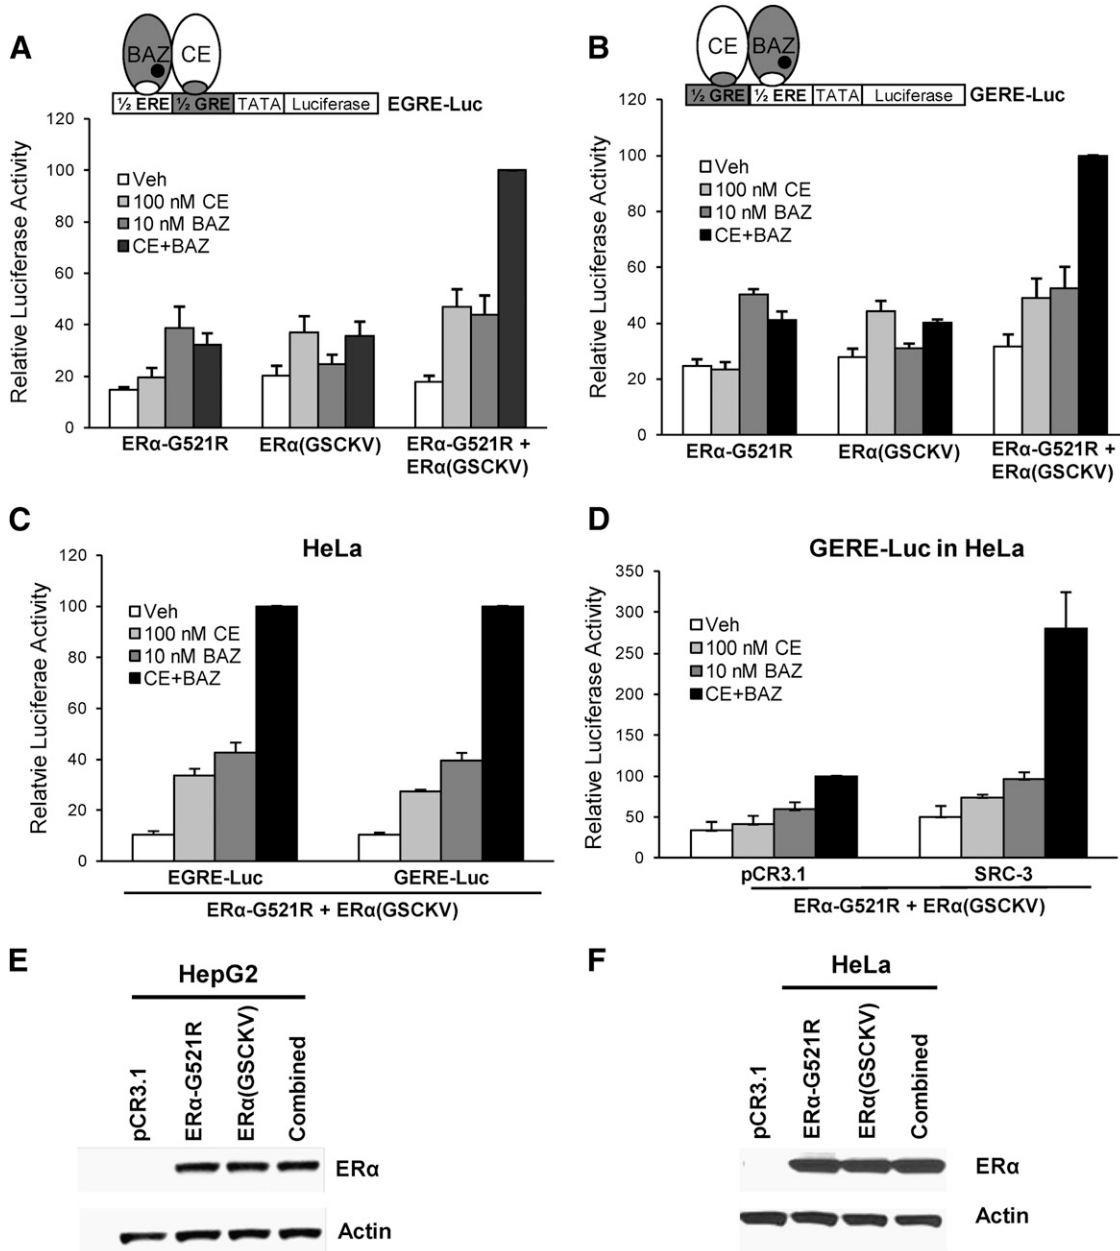 A
BAZ CE
½ ERE ½ GRE TATA Luciferase EGRE-Luc
120
100
80
60
40
20
0
Relative Luciferase Activity
Veh
100 nM CE
10 nM BAZ
CE+BAZ
ERα-G521R ERα(GSCKV) ERα-G521R +
ERα(GSCKV)
B
CE BAZ
½ GRE ½ ERE TATA Luciferase GERE-Luc
120
100
80
60
40
20
0
Relative Luciferase Activity
Veh
100 nM CE
10 nM BAZ
CE+BAZ
ERα-G521R ERα(GSCKV) ERα-G521R +
ERα(GSCKV)
C
HeLa
120
100
80
60
40
20
0
Relatvie Luciferae Activity
Veh
100 nM CE
10 nM BAZ
CE+BAZ
EGRE-Luc GERE-Luc
ERα-G521R + ERα(GSCKV)
D
GERE-Luc in HeLa
350
300
250
200
150
100
50
0
Relative Luciferase Activity
Veh
100 nM CE
10 nM BAZ
CE+BAZ
pCR3.1 SRC-3
ERα-G521R + ERα(GSCKV)
E
HepG2
pCR3.1
ERα-G521R
ERα(GSCKV)
Combined
ERα
Actin
F
HeLa
pCR3.1
ERα-G521R
ERα(GSCKV)
Combined
ERα
Actin